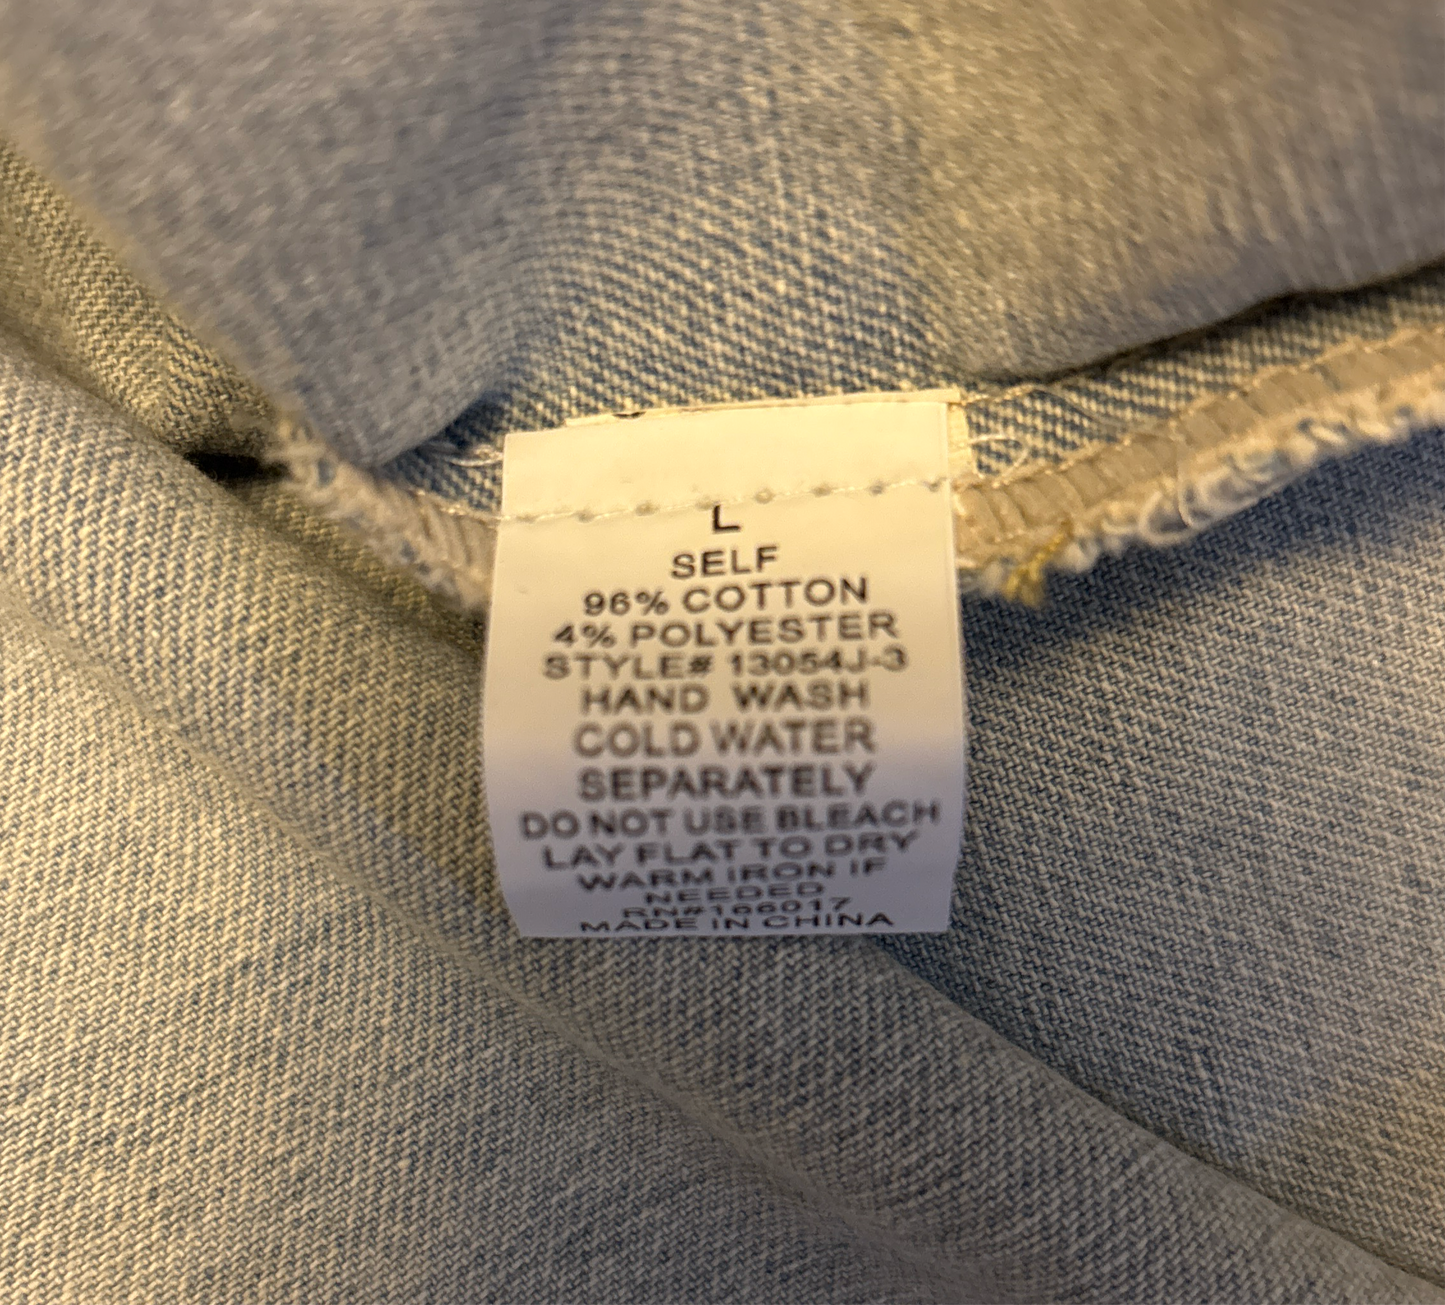 L
SELF
96% COTTON
4% POLYESTER
STYLE# 13054J-3
HAND WASH
COLD WATER
SEPARATELY
DO NOT USE BLEACH
LAY FLAT TO DRY
WARM IRON IF
NEEDED
RN#166017
MADE IN CHINA